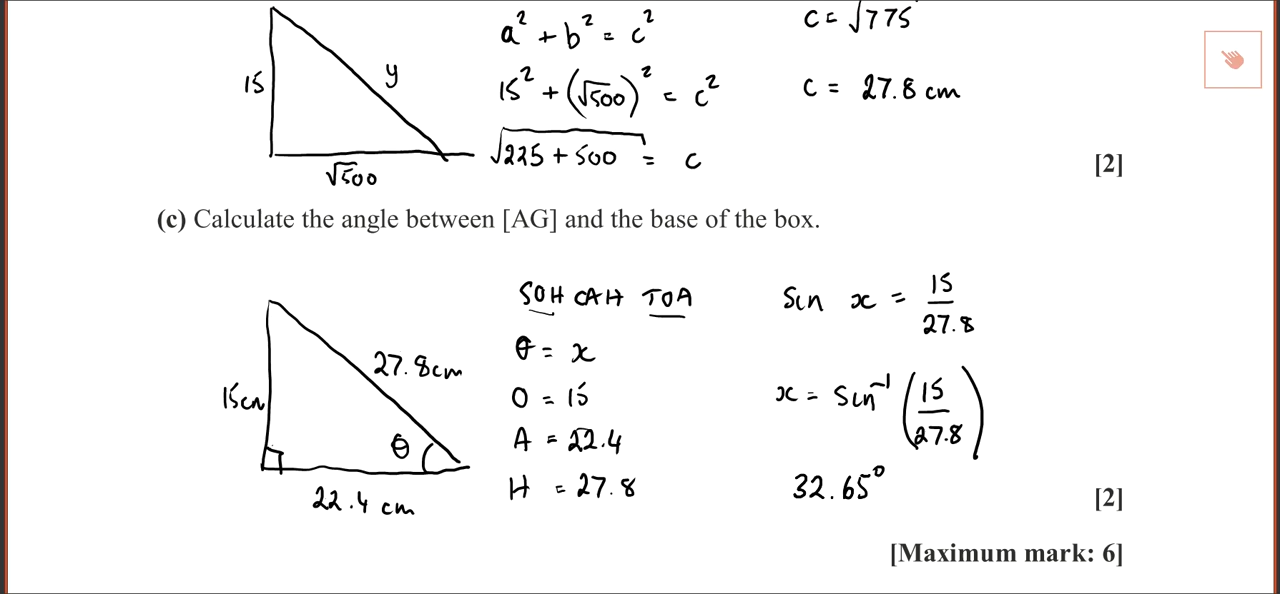 15
y
√500
a² + b² = c²
15² + (√500)² = c²
√225 + 500 = c
c = √775
c = 27.8 cm
[2]
(c) Calculate the angle between [AG] and the base of the box.
15cm
27.8cm
θ
22.4 cm
SOH CAH TOA
θ = x
O = 15
A = 22.4
H = 27.8
Sin x = 15/27.8
x = Sin⁻¹ (15/27.8)
32.65°
[2]
[Maximum mark: 6]